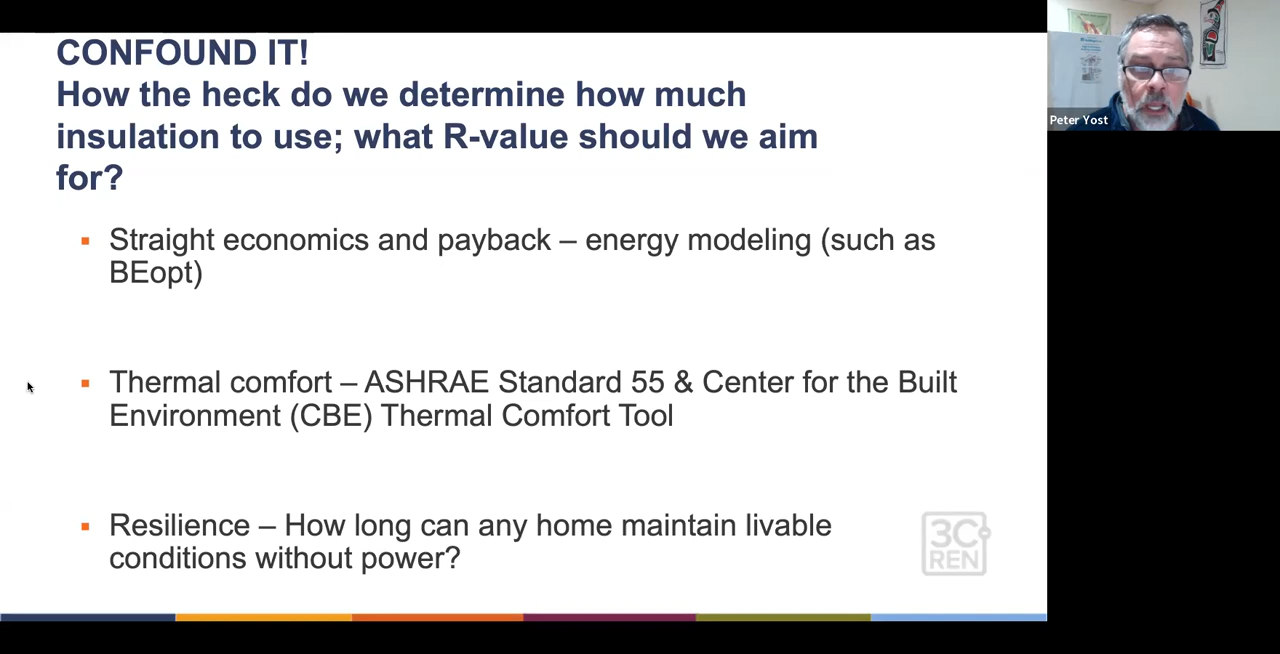 CONFOUND IT!
How the heck do we determine how much
insulation to use; what R-value should we aim
for?
▪ Straight economics and payback – energy modeling (such as
BEopt)
▪ Thermal comfort – ASHRAE Standard 55 & Center for the Built
Environment (CBE) Thermal Comfort Tool
▪ Resilience – How long can any home maintain livable
conditions without power?
3C
REN
Peter Yost